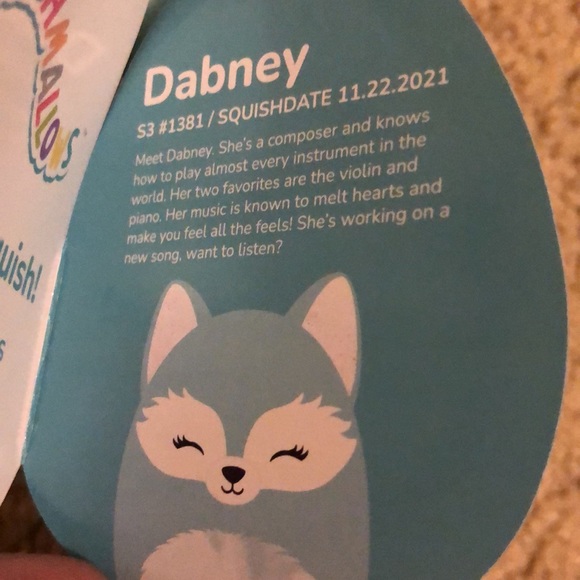 AMALLOWS
uish!
s
Dabney
S3 #1381 / SQUISHDATE 11.22.2021
Meet Dabney. She's a composer and knows
how to play almost every instrument in the
world. Her two favorites are the violin and
piano. Her music is known to melt hearts and
make you feel all the feels! She's working on a
new song, want to listen?